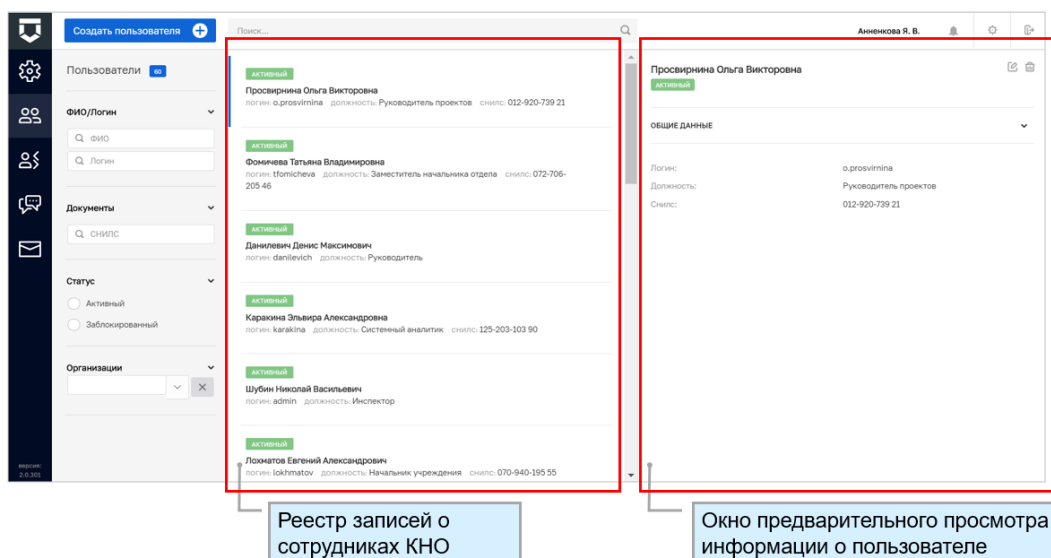 Создать пользователя
Поиск...
Анненкова Я. В.
Пользователи 60
ФИО/Логин
ФИО
Логин
Документы
СНИЛС
Статус
Активный
Заблокированный
Организации
версия:
3.0.301
АКТИВНЫЙ
Просвирнина Ольга Викторовна
логин: o.prosvirnina должность: Руководитель проектов снилс: 012-920-739 21
АКТИВНЫЙ
Фомичева Татьяна Владимировна
логин: tfomicheva должность: Заместитель начальника отдела снилс: 072-706-
205 46
АКТИВНЫЙ
Данилевич Денис Максимович
логин: danilevich должность: Руководитель
АКТИВНЫЙ
Каракина Эльвира Александровна
логин: karakina должность: Системный аналитик снилс: 125-203-103 90
АКТИВНЫЙ
Шубин Николай Васильевич
логин: admin должность: Инспектор
АКТИВНЫЙ
Лохматов Евгений Александрович
логин: lokhmatov должность: Начальник учреждения снилс: 070-940-195 55
Просвирнина Ольга Викторовна
АКТИВНЫЙ
ОБЩИЕ ДАННЫЕ
Логин: o.prosvirnina
Должность: Руководитель проектов
Снилс: 012-920-739 21
Реестр записей о
сотрудниках КНО
Окно предварительного просмотра
информации о пользователе